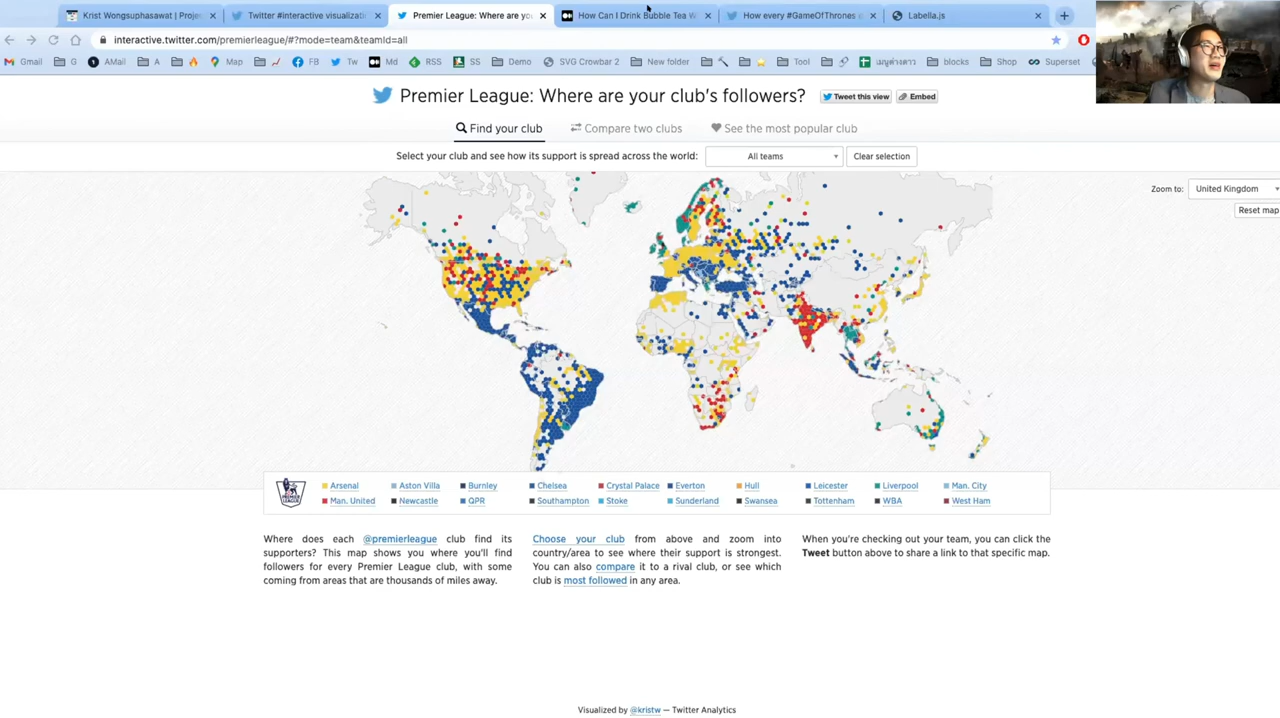 Krist Wongsuphasawat | Projec
Twitter #interactive visualizati
Premier League: Where are yo
How Can I Drink Bubble Tea W
How every #GameOfThrones
Labella.js
interactive.twitter.com/premierleague/#?mode=team&teamId=all
Gmail G AMail A Map FB Tw Md RSS SS Demo SVG Crowbar 2 New folder Tool เมนูค่างดาว blocks Shop Superset
Premier League: Where are your club's followers?
Tweet this view
Embed
Find your club
Compare two clubs
See the most popular club
Select your club and see how its support is spread across the world:
All teams
Clear selection
Zoom to:
United Kingdom
Reset map
Arsenal Aston Villa Burnley Chelsea Crystal Palace Everton Hull Leicester Liverpool Man. City
Man. United Newcastle QPR Southampton Stoke Sunderland Swansea Tottenham WBA West Ham
Where does each @premierleague club find its
supporters? This map shows you where you'll find
followers for every Premier League club, with some
coming from areas that are thousands of miles away.
Choose your club from above and zoom into
country/area to see where their support is strongest.
You can also compare it to a rival club, or see which
club is most followed in any area.
When you're checking out your team, you can click the
Tweet button above to share a link to that specific map.
Visualized by @kristw — Twitter Analytics